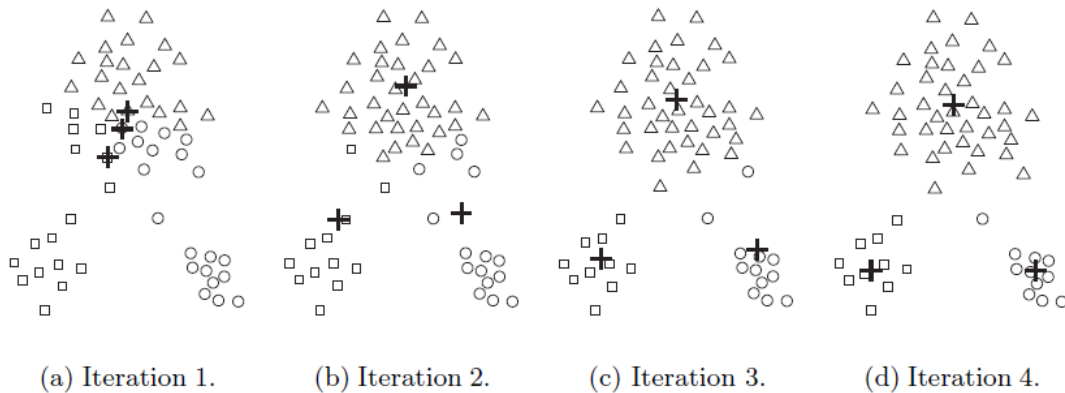 (a) Iteration 1.
(b) Iteration 2.
(c) Iteration 3.
(d) Iteration 4.